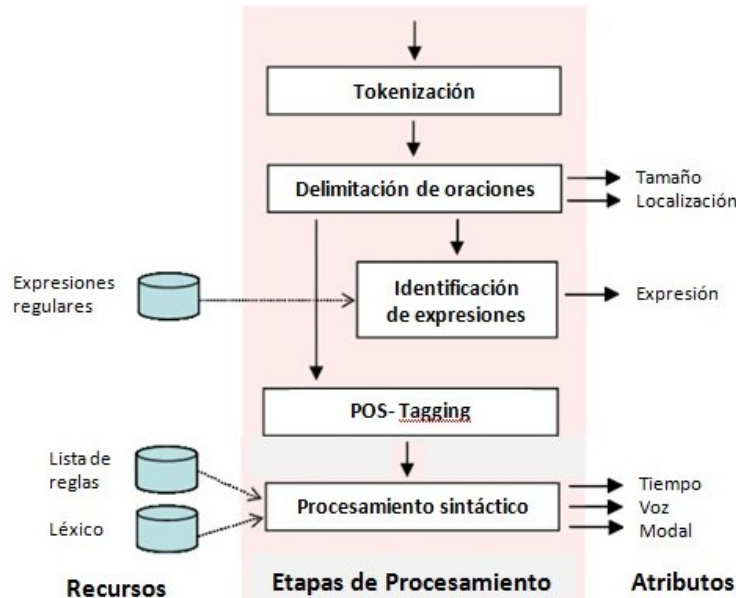 Tokenización
Delimitación de oraciones
Tamaño
Localización
Expresiones
regulares
Identificación
de expresiones
Expresión
POS- Tagging
Lista de
reglas
Léxico
Procesamiento sintáctico
Tiempo
Voz
Modal
Recursos
Etapas de Procesamiento
Atributos